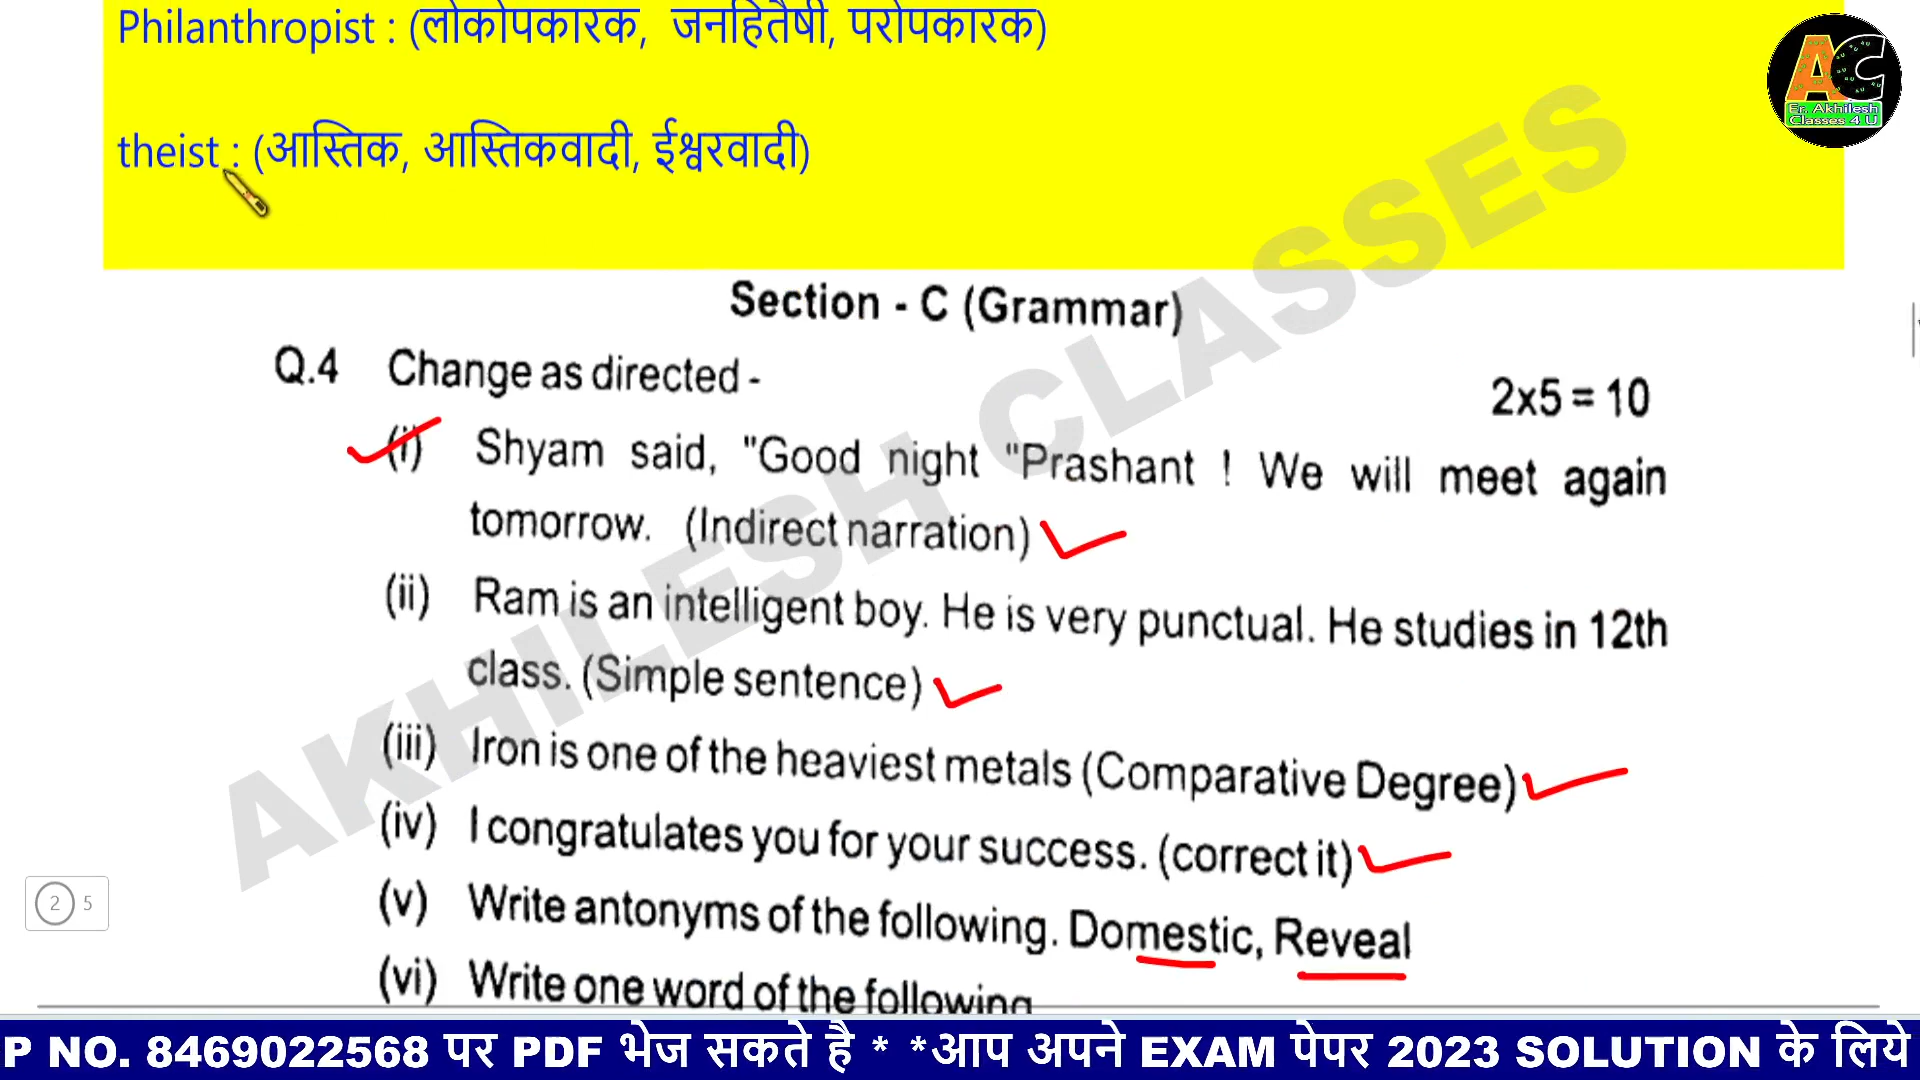 Philanthropist : (लोकोपकारक, जनहितैषी, परोपकारक)
theist : (आस्तिक, आस्तिकवादी, ईश्वरवादी)
AC
Er. Akhilesh
Classes 4 U
AKHILESH CLASSES
Section - C (Grammar)
Q.4 Change as directed -
2x5 = 10
(i) Shyam said, "Good night "Prashant ! We will meet again
tomorrow. (Indirect narration)
(ii) Ram is an intelligent boy. He is very punctual. He studies in 12th
class. (Simple sentence)
(iii) Iron is one of the heaviest metals (Comparative Degree)
(iv) I congratulates you for your success. (correct it)
(v) Write antonyms of the following. Domestic, Reveal
(vi) Write one word of the following
2 5
P NO. 8469022568 पर PDF भेज सकते है * *आप अपने EXAM पेपर 2023 SOLUTION के लिये